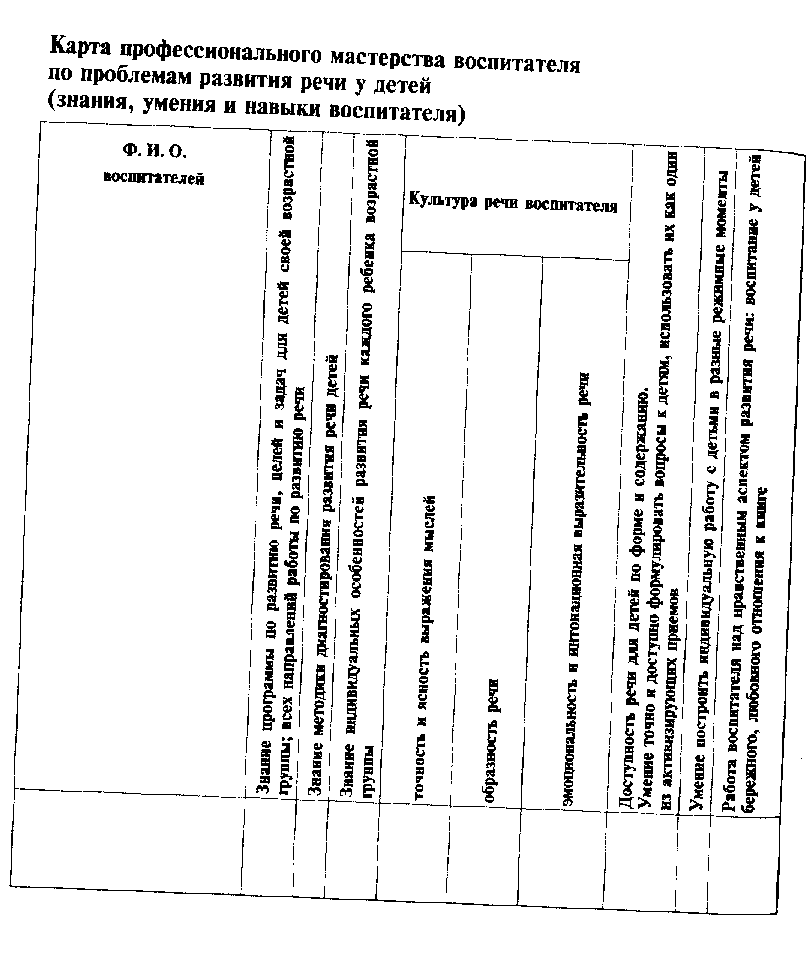 Карта профессионального мастерства воспитателя
по проблемам развития речи у детей
(знания, умения и навыки воспитателя)
Ф. И. О.
воспитателей
Знание программы по развитию речи, целей и задач для детей своей возрастной
группы; всех направлений работы по развитию речи
Знание методики диагностирования развития речи детей
Знание индивидуальных особенностей развития речи каждого ребенка возрастной
группы
Культура речи воспитателя
точность и ясность выражения мыслей
образность речи
эмоциональность и интонационная выразительность речи
Доступность речи для детей по форме и содержанию.
Умение точно и доступно формулировать вопросы к детям, использовать их как один
из активизирующих приемов
Умение построить индивидуальную работу с детьми в разные режимные моменты
Работа воспитателя над нравственным аспектом развития речи: воспитание у детей
бережного, любовного отношения к книге